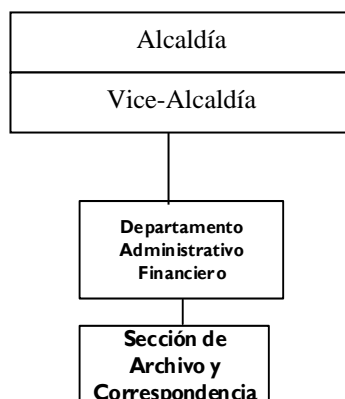 Alcaldía
Vice-Alcaldía
Departamento
Administrativo
Financiero
Sección de
Archivo y
Correspondencia